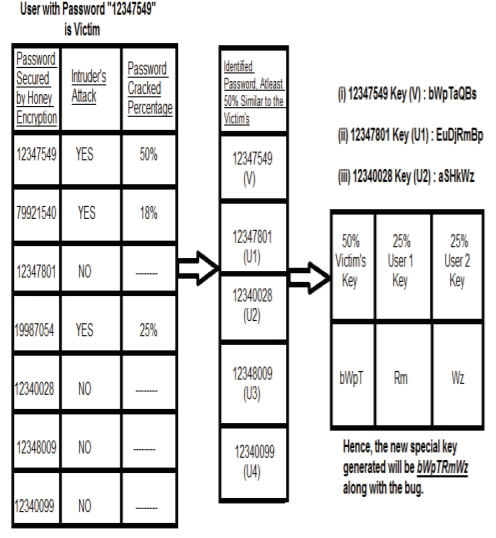 User with Password "12347549"
is Victim
Password
Secured
by Honey
Encryption
Intruder's
Attack
Password
Cracked
Percentage
12347549 YES 50%
79921540 YES 18%
12347801 NO --------
19987054 YES 25%
12340028 NO --------
12348009 NO --------
12340099 NO --------
Identified
Password, Atleast
50% Similar to the
Victim's
12347549
(V)
12347801
(U1)
12340028
(U2)
12348009
(U3)
12340099
(U4)
(i) 12347549 Key (V) : bWpTaQBs
(ii) 12347801 Key (U1) : EuDjRmBp
(iii) 12340028 Key (U2) : aSHkWz
50%
Victim's
Key
25%
User 1
Key
25%
User 2
Key
bWpT Rm Wz
Hence, the new special key
generated will be bWpTRmWz
along with the bug.